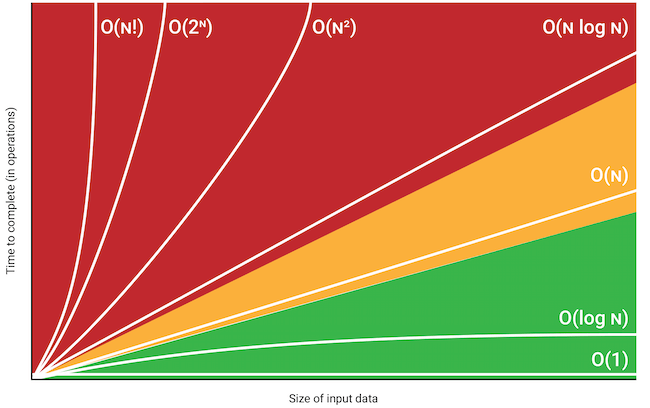 O(N!)
O(2ᴺ)
O(N²)
O(N log N)
O(N)
O(log N)
O(1)
Time to complete (in operations)
Size of input data